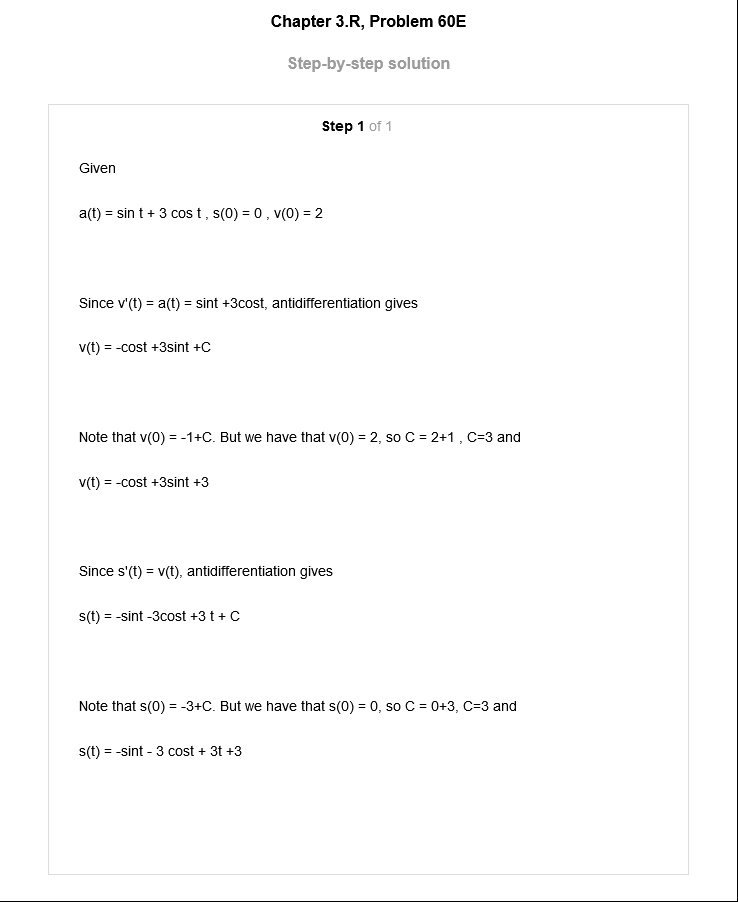 Chapter 3.R, Problem 60E
Step-by-step solution
Step 1 of 1
Given
a(t) = sin t + 3 cos t , s(0) = 0 , v(0) = 2
Since v'(t) = a(t) = sint +3cost, antidifferentiation gives
v(t) = -cost +3sint +C
Note that v(0) = -1+C. But we have that v(0) = 2, so C = 2+1 , C=3 and
v(t) = -cost +3sint +3
Since s'(t) = v(t), antidifferentiation gives
s(t) = -sint -3cost +3 t + C
Note that s(0) = -3+C. But we have that s(0) = 0, so C = 0+3, C=3 and
s(t) = -sint - 3 cost + 3t +3